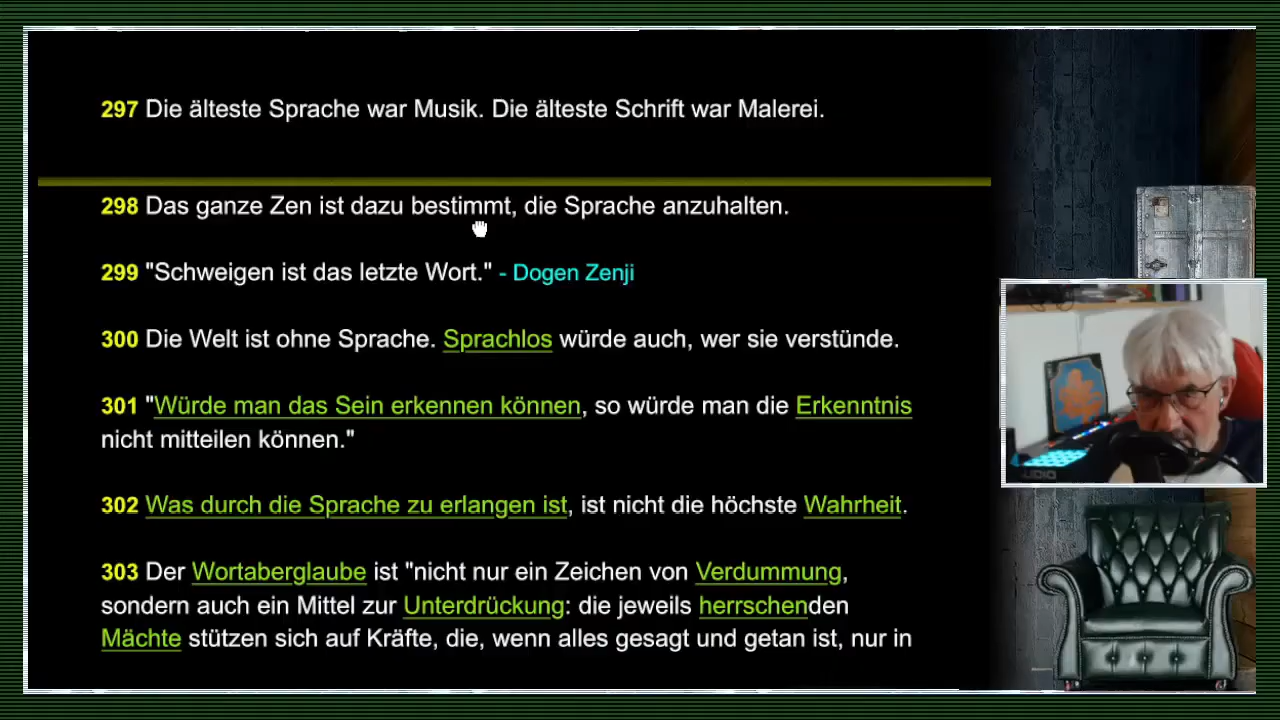 297 Die älteste Sprache war Musik. Die älteste Schrift war Malerei.
298 Das ganze Zen ist dazu bestimmt, die Sprache anzuhalten.
299 "Schweigen ist das letzte Wort." - Dogen Zenji
300 Die Welt ist ohne Sprache. Sprachlos würde auch, wer sie verstünde.
301 "Würde man das Sein erkennen können, so würde man die Erkenntnis
nicht mitteilen können."
302 Was durch die Sprache zu erlangen ist, ist nicht die höchste Wahrheit.
303 Der Wortaberglaube ist "nicht nur ein Zeichen von Verdummung,
sondern auch ein Mittel zur Unterdrückung: die jeweils herrschenden
Mächte stützen sich auf Kräfte, die, wenn alles gesagt und getan ist, nur in